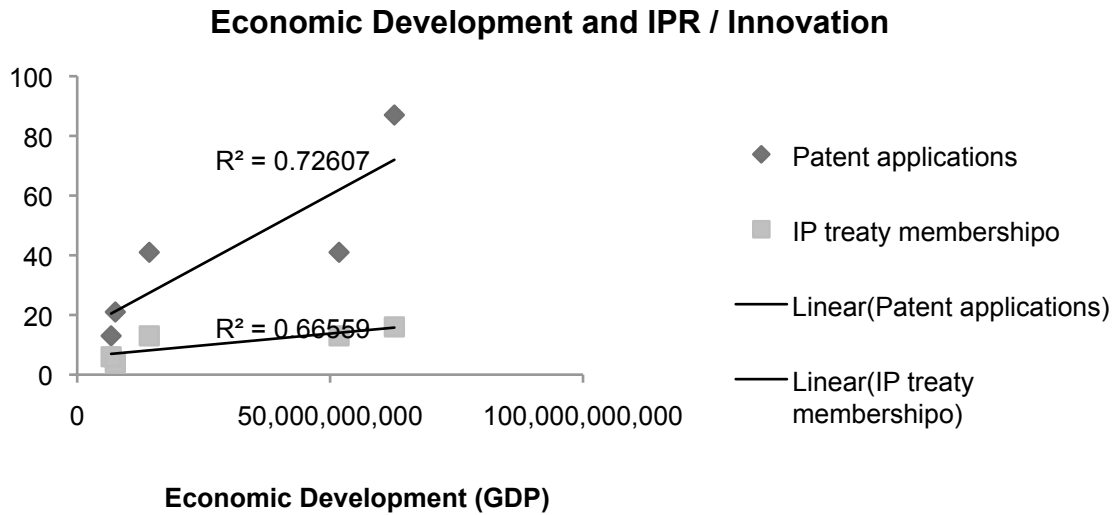 Economic Development and IPR / Innovation
100
80
60
40
20
0
R² = 0.72607
R² = 0.66559
0 50,000,000,000 100,000,000,000
Economic Development (GDP)
Patent applications
IP treaty membershipo
Linear(Patent applications)
Linear(IP treaty
membershipo)